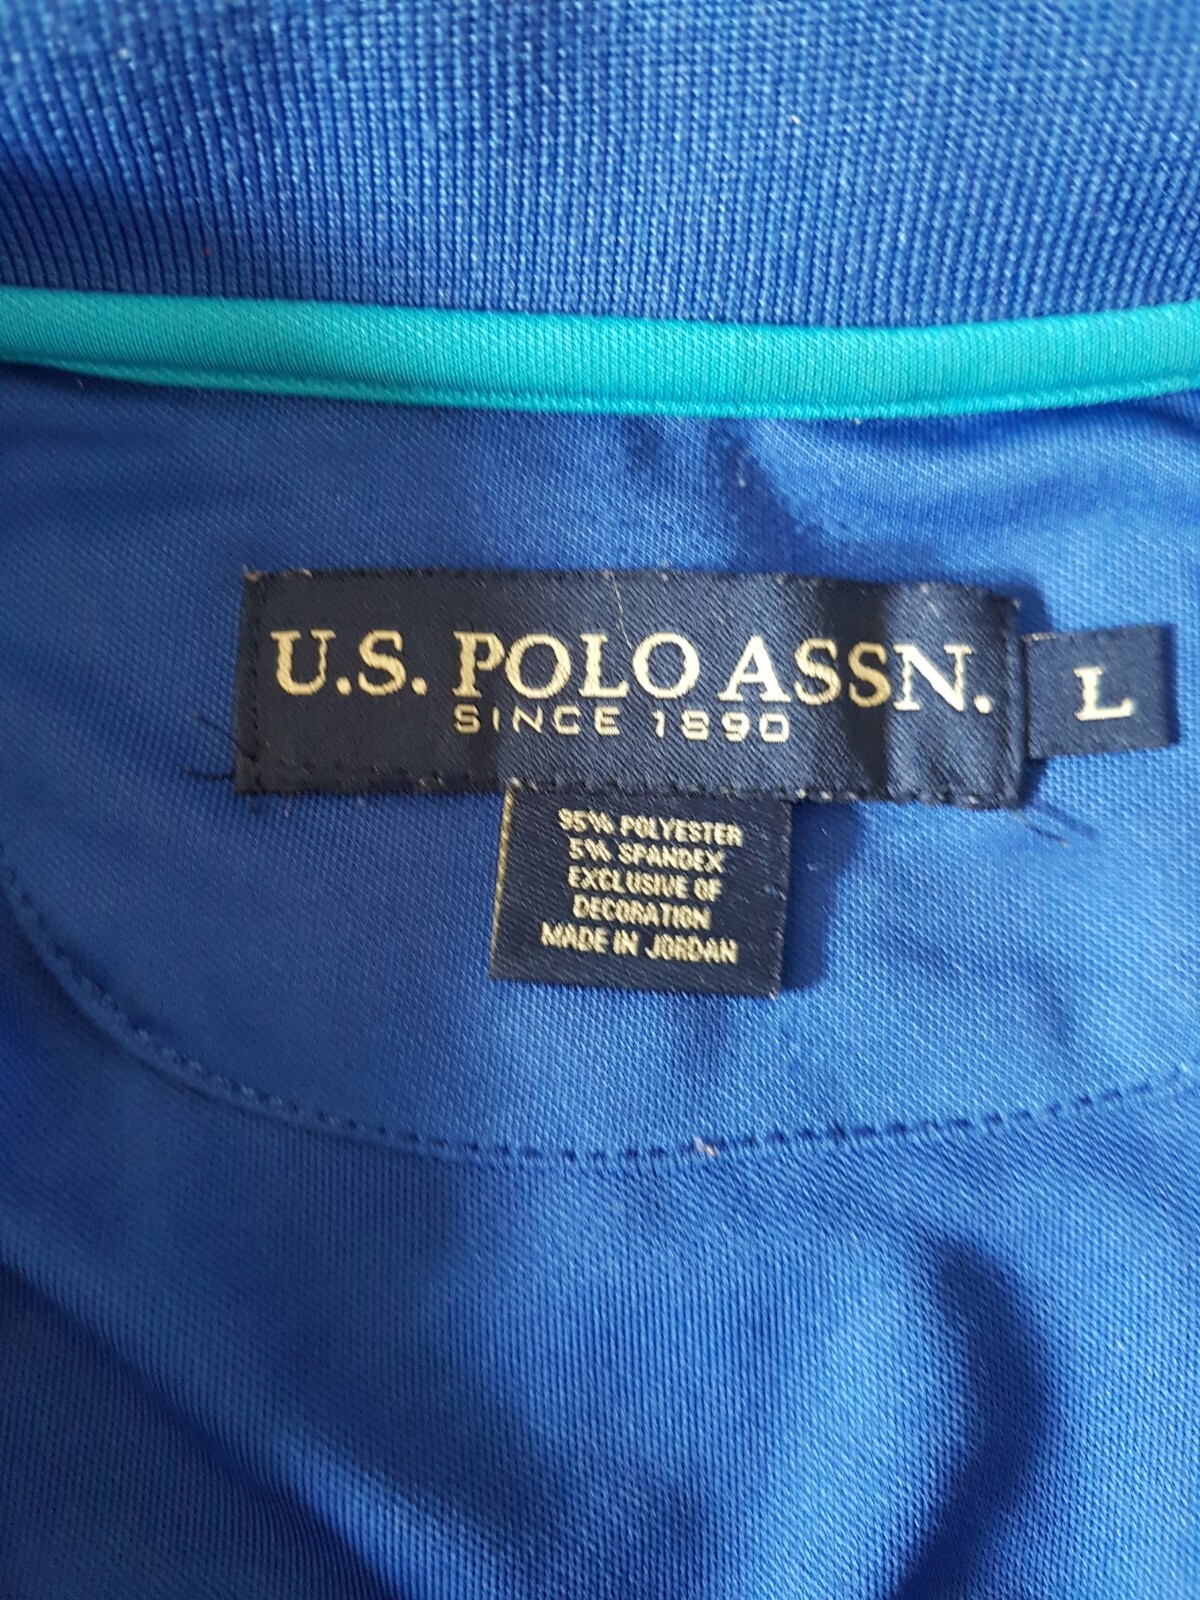 U.S. POLO ASSN.
SINCE 1890
L
95% POLYESTER
5% SPANDEX
EXCLUSIVE OF
DECORATION
MADE IN JORDAN